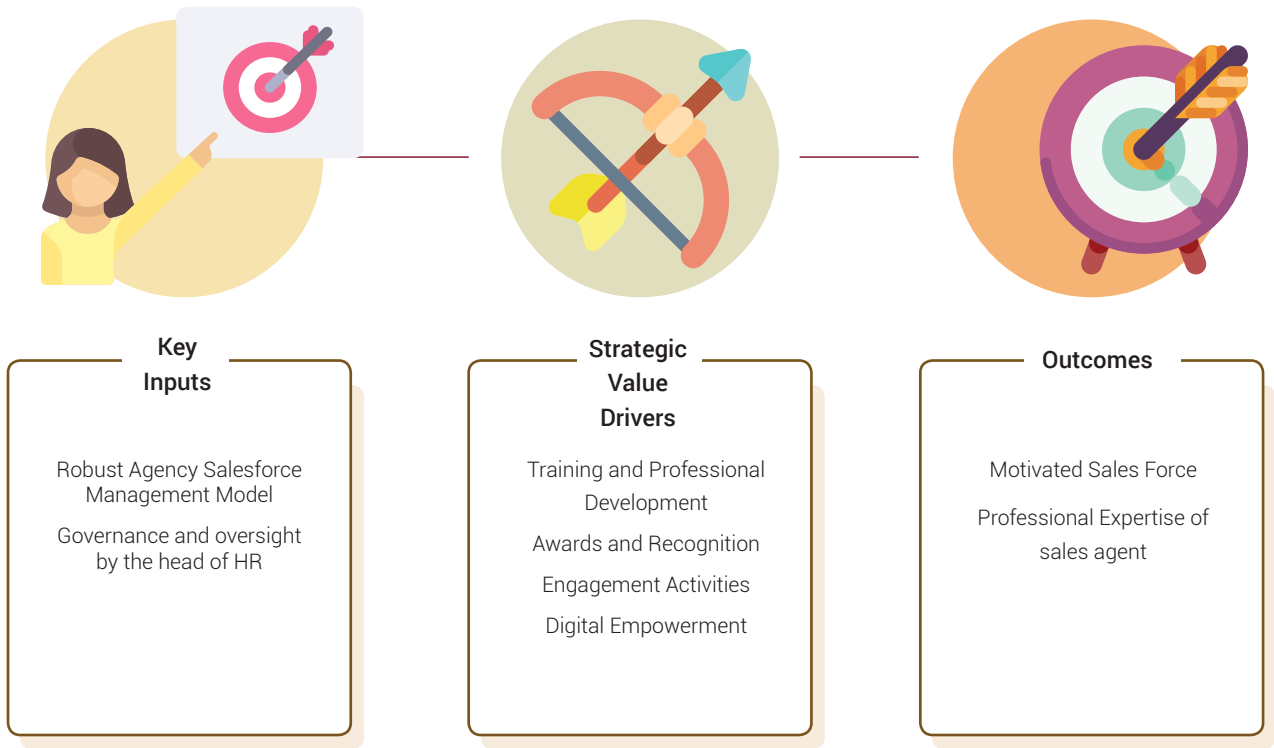 Key
Inputs
Robust Agency Salesforce
Management Model
Governance and oversight
by the head of HR
Strategic
Value
Drivers
Training and Professional
Development
Awards and Recognition
Engagement Activities
Digital Empowerment
Outcomes
Motivated Sales Force
Professional Expertise of
sales agent